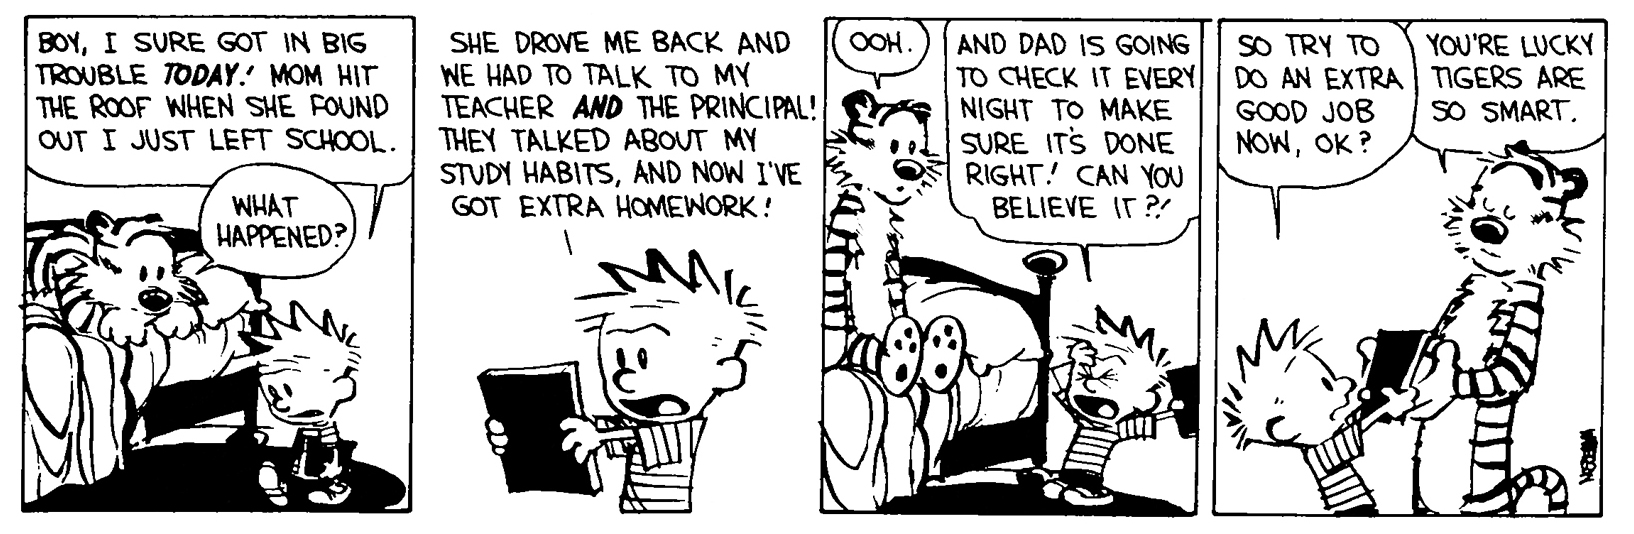 BOY, I SURE GOT IN BIG
TROUBLE TODAY! MOM HIT
THE ROOF WHEN SHE FOUND
OUT I JUST LEFT SCHOOL.
WHAT
HAPPENED?
SHE DROVE ME BACK AND
WE HAD TO TALK TO MY
TEACHER AND THE PRINCIPAL!
THEY TALKED ABOUT MY
STUDY HABITS, AND NOW I'VE
GOT EXTRA HOMEWORK!
OOH.
AND DAD IS GOING
TO CHECK IT EVERY
NIGHT TO MAKE
SURE IT'S DONE
RIGHT! CAN YOU
BELIEVE IT?!
SO TRY TO
DO AN EXTRA
GOOD JOB
NOW, OK?
YOU'RE LUCKY
TIGERS ARE
SO SMART.
WATTERSON